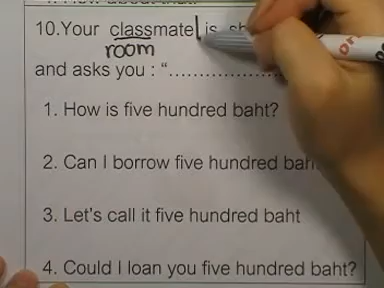 10.Your classmate is
room
and asks you : “.....................
1. How is five hundred baht?
2. Can I borrow five hundred
3. Let's call it five hundred baht
4. Could I loan you five hundred baht?